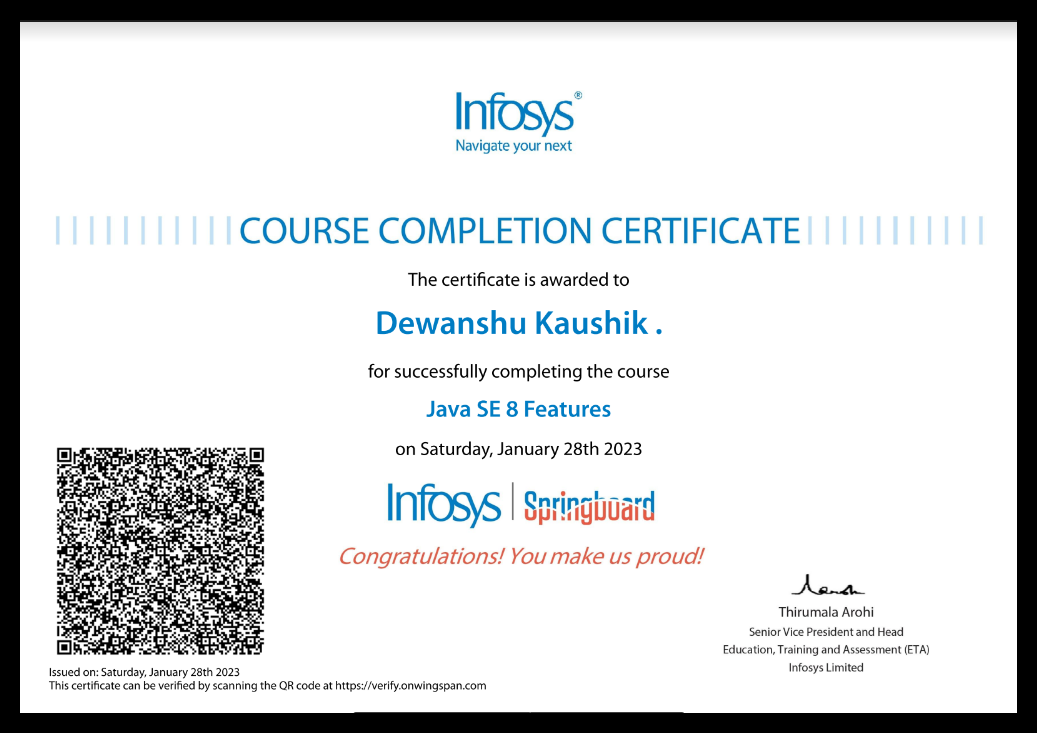 Infosys®
Navigate your next
COURSE COMPLETION CERTIFICATE
The certificate is awarded to
Dewanshu Kaushik .
for successfully completing the course
Java SE 8 Features
on Saturday, January 28th 2023
Infosys | Springboard
Congratulations! You make us proud!
Thirumala Arohi
Senior Vice President and Head
Education, Training and Assessment (ETA)
Infosys Limited
Issued on: Saturday, January 28th 2023
This certificate can be verified by scanning the QR code at https://verify.onwingspan.com